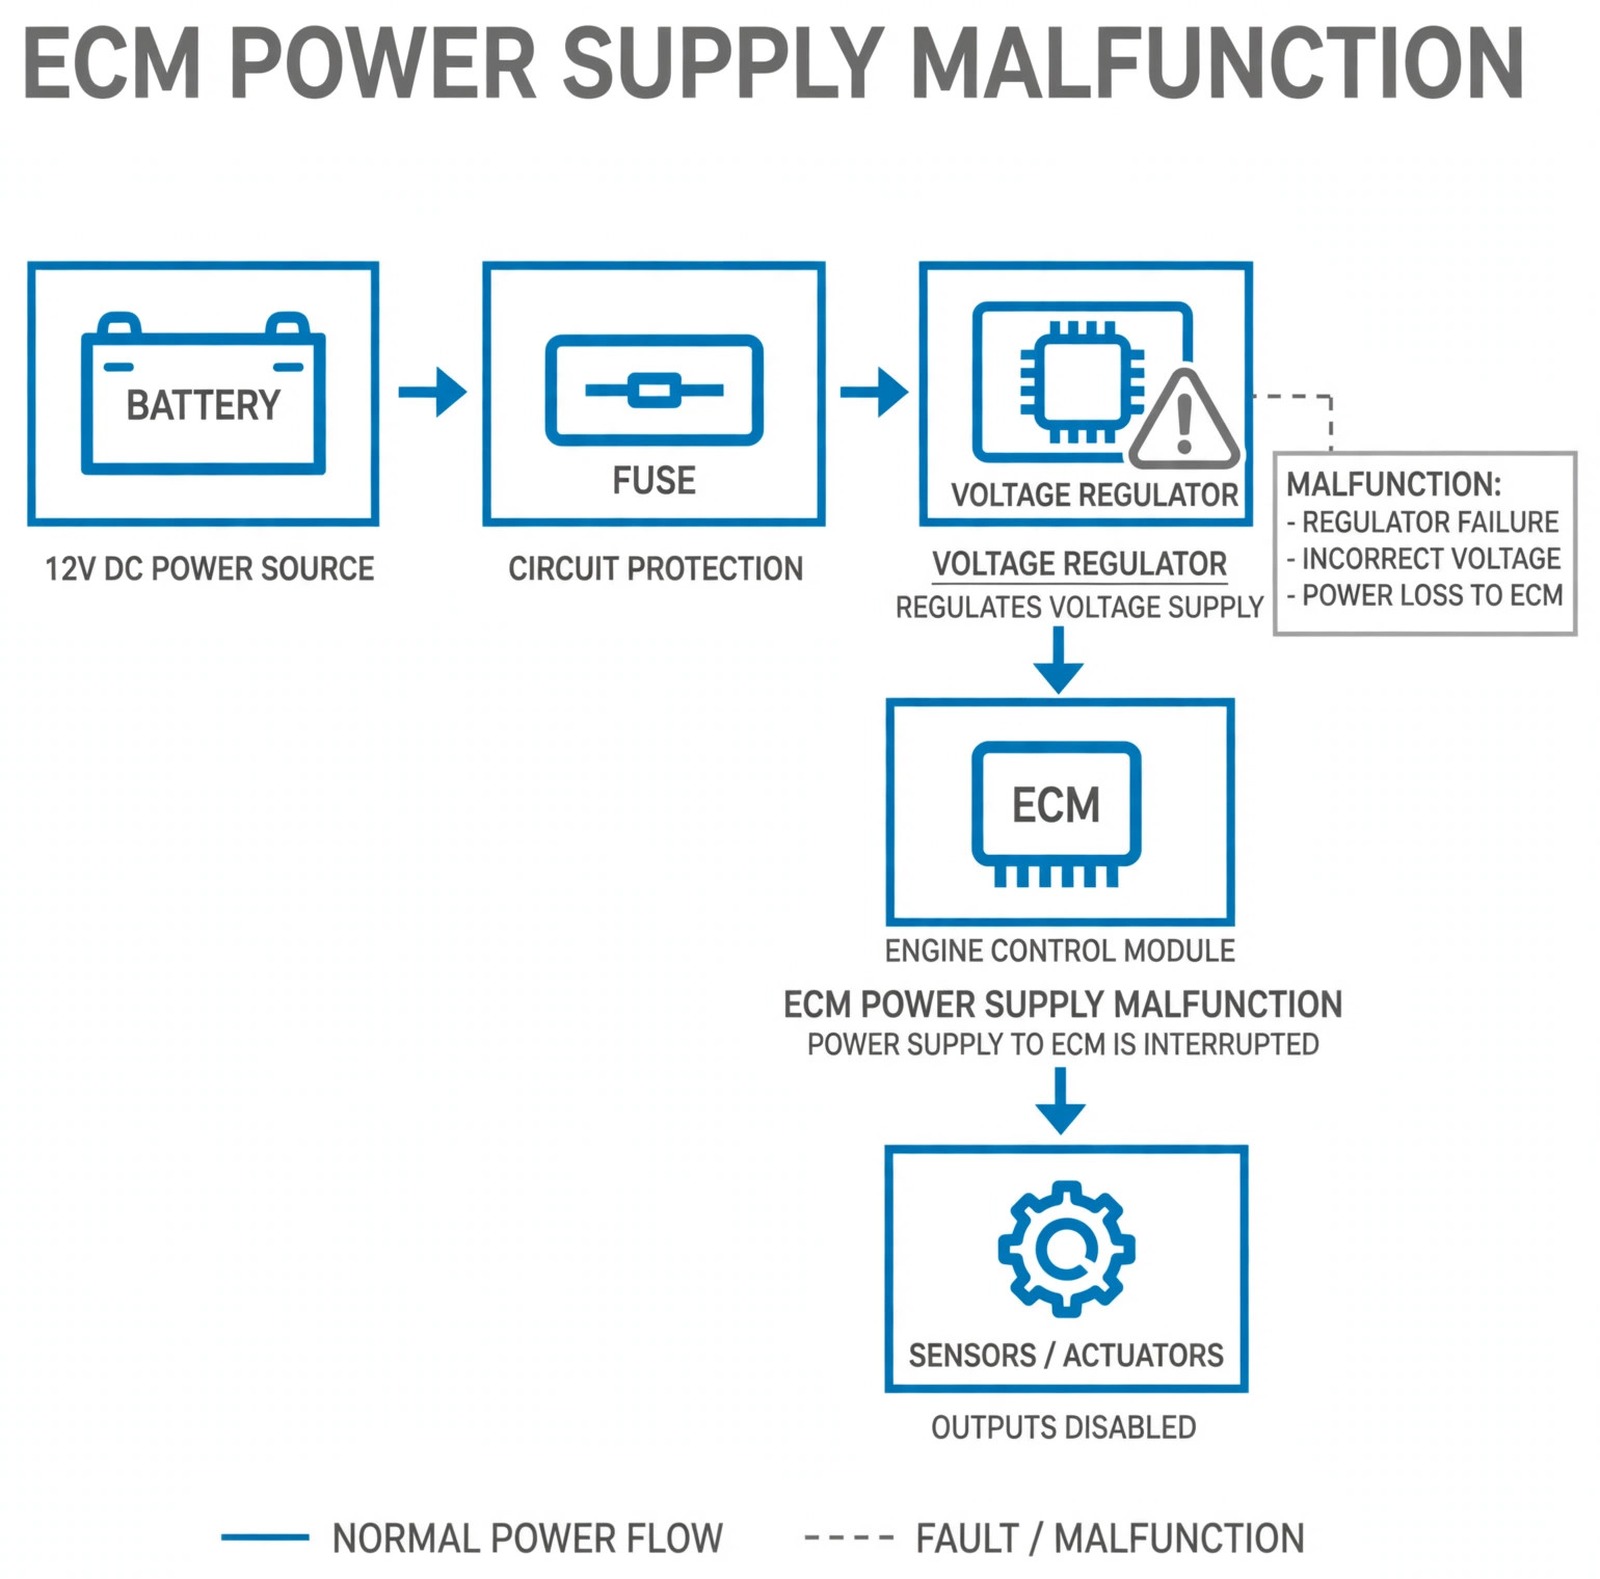 ECM POWER SUPPLY MALFUNCTION
BATTERY
12V DC POWER SOURCE
FUSE
CIRCUIT PROTECTION
VOLTAGE REGULATOR
VOLTAGE REGULATOR
REGULATES VOLTAGE SUPPLY
MALFUNCTION:
- REGULATOR FAILURE
- INCORRECT VOLTAGE
- POWER LOSS TO ECM
ECM
ENGINE CONTROL MODULE
ECM POWER SUPPLY MALFUNCTION
POWER SUPPLY TO ECM IS INTERRUPTED
SENSORS / ACTUATORS
OUTPUTS DISABLED
NORMAL POWER FLOW
FAULT / MALFUNCTION